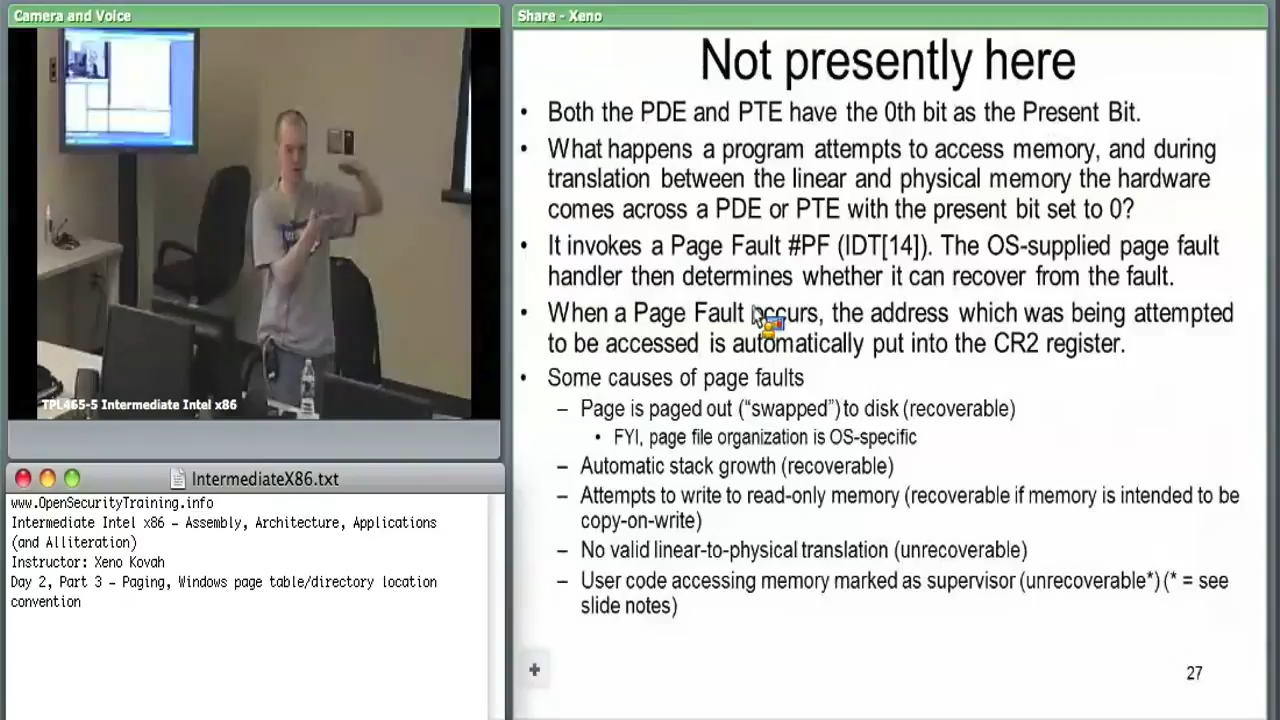 Camera and Voice
TPL465-5 Intermediate Intel x86
IntermediateX86.txt
www.OpenSecurityTraining.info
Intermediate Intel x86 – Assembly, Architecture, Applications
(and Alliteration)
Instructor: Xeno Kovah
Day 2, Part 3 – Paging, Windows page table/directory location
convention
Share - Xeno
Not presently here
• Both the PDE and PTE have the 0th bit as the Present Bit.
• What happens a program attempts to access memory, and during
translation between the linear and physical memory the hardware
comes across a PDE or PTE with the present bit set to 0?
• It invokes a Page Fault #PF (IDT[14]). The OS-supplied page fault
handler then determines whether it can recover from the fault.
• When a Page Fault occurs, the address which was being attempted
to be accessed is automatically put into the CR2 register.
• Some causes of page faults
– Page is paged out (“swapped”) to disk (recoverable)
• FYI, page file organization is OS-specific
– Automatic stack growth (recoverable)
– Attempts to write to read-only memory (recoverable if memory is intended to be
copy-on-write)
– No valid linear-to-physical translation (unrecoverable)
– User code accessing memory marked as supervisor (unrecoverable*) (* = see
slide notes)
27